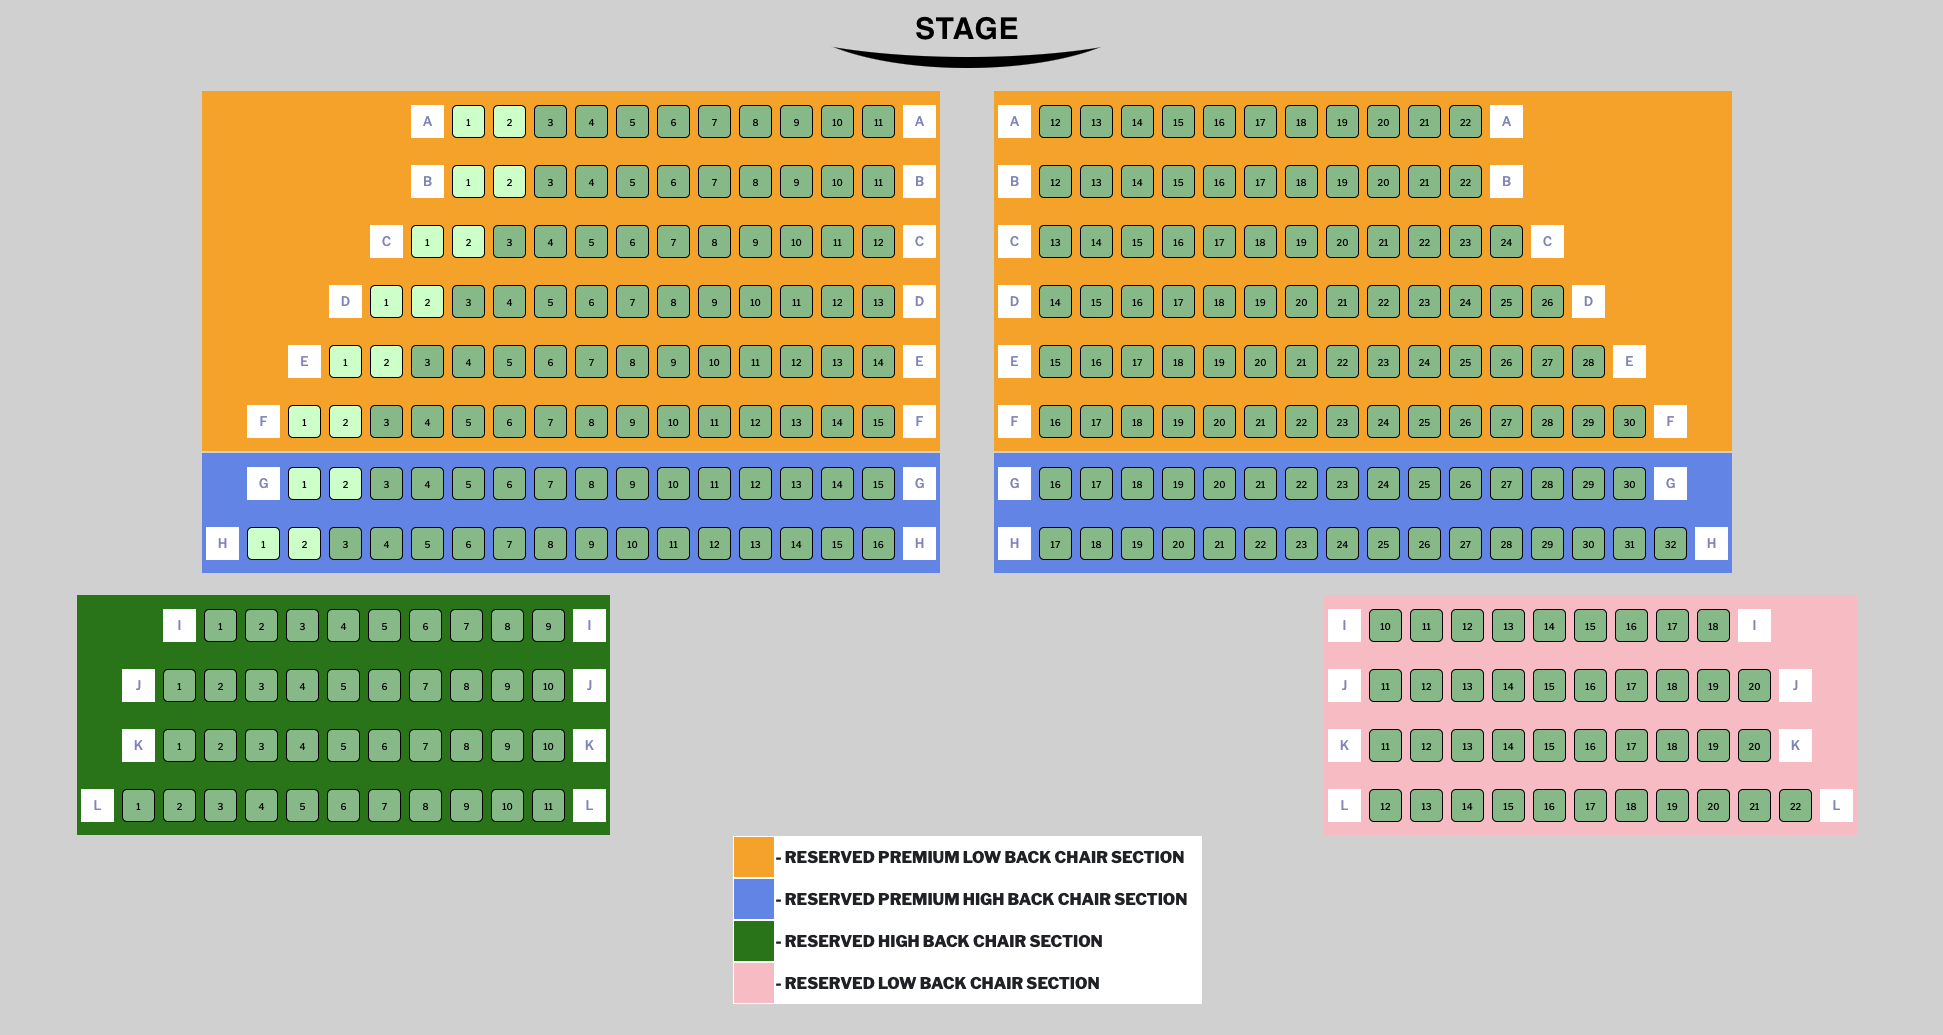 STAGE
A 1 2 3 4 5 6 7 8 9 10 11 A A 12 13 14 15 16 17 18 19 20 21 22 A
B 1 2 3 4 5 6 7 8 9 10 11 B B 12 13 14 15 16 17 18 19 20 21 22 B
C 1 2 3 4 5 6 7 8 9 10 11 12 C C 13 14 15 16 17 18 19 20 21 22 23 24 C
D 1 2 3 4 5 6 7 8 9 10 11 12 13 D D 14 15 16 17 18 19 20 21 22 23 24 25 26 D
E 1 2 3 4 5 6 7 8 9 10 11 12 13 14 E E 15 16 17 18 19 20 21 22 23 24 25 26 27 28 E
F 1 2 3 4 5 6 7 8 9 10 11 12 13 14 15 F F 16 17 18 19 20 21 22 23 24 25 26 27 28 29 30 F
G 1 2 3 4 5 6 7 8 9 10 11 12 13 14 15 G G 16 17 18 19 20 21 22 23 24 25 26 27 28 29 30 G
H 1 2 3 4 5 6 7 8 9 10 11 12 13 14 15 16 H H 17 18 19 20 21 22 23 24 25 26 27 28 29 30 31 32 H
I 1 2 3 4 5 6 7 8 9 I I 10 11 12 13 14 15 16 17 18 I
J 1 2 3 4 5 6 7 8 9 10 J J 11 12 13 14 15 16 17 18 19 20 J
K 1 2 3 4 5 6 7 8 9 10 K K 11 12 13 14 15 16 17 18 19 20 K
L 1 2 3 4 5 6 7 8 9 10 11 L L 12 13 14 15 16 17 18 19 20 21 22 L
- RESERVED PREMIUM LOW BACK CHAIR SECTION
- RESERVED PREMIUM HIGH BACK CHAIR SECTION
- RESERVED HIGH BACK CHAIR SECTION
- RESERVED LOW BACK CHAIR SECTION